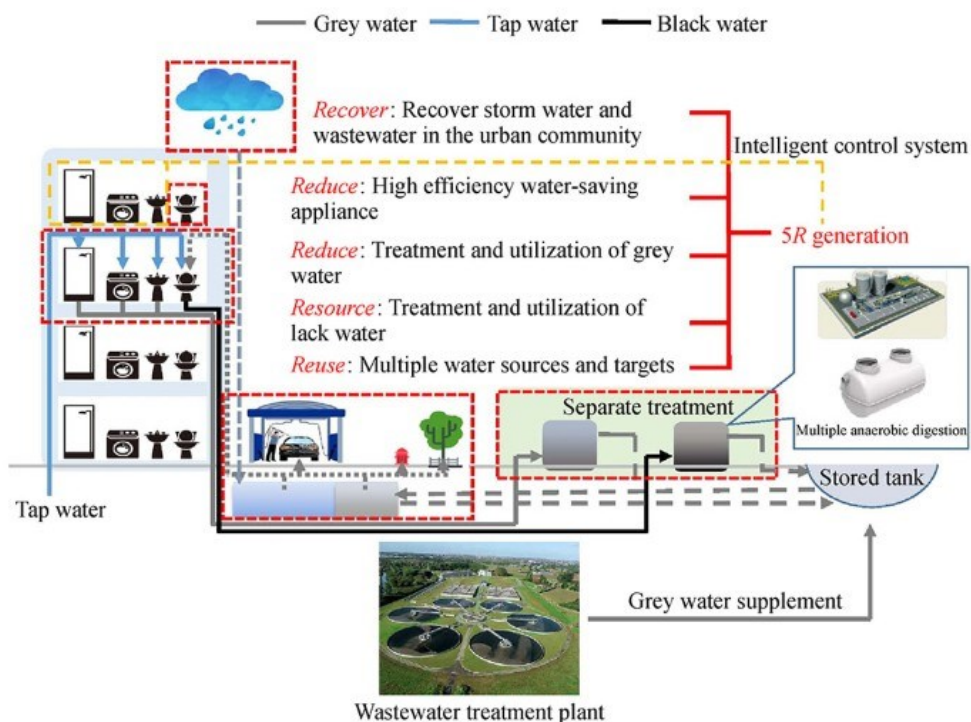 Grey water
Tap water
Black water
Recover: Recover storm water and
wastewater in the urban community
Intelligent control system
Reduce: High efficiency water-saving
appliance
5R generation
Reduce: Treatment and utilization of grey
water
Resource: Treatment and utilization of
lack water
Reuse: Multiple water sources and targets
Separate treatment
Multiple anaerobic digestion
Stored tank
Tap water
Grey water supplement
Wastewater treatment plant